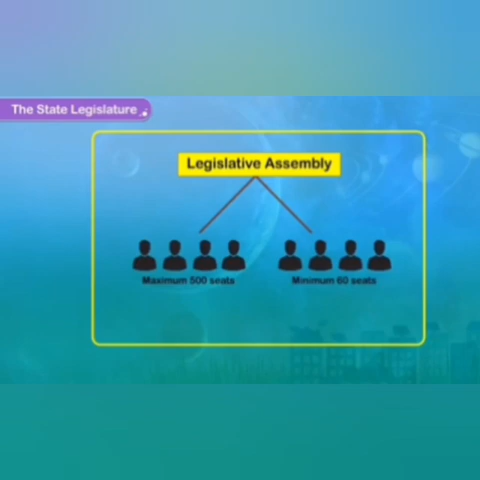 The State Legislature
Legislative Assembly
Maximum 500 seats
Minimum 60 seats